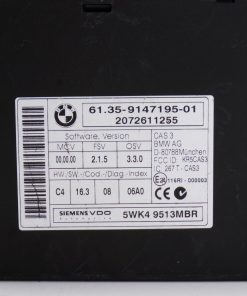 BMW
61.35-9147195-01
2072611255
Software, Version
MCV FSV OSV
00.00.00 2.1.5 3.3.0
HW-/SW.-/Cod.-/Diag.-Index
C4 16.3 08 06A0
CAS 3
BMW AG
D-80788München
FCC ID: KR5CAS3
IC: 267T-CAS3
SIEMENS VDO
5WK4 9513MBR